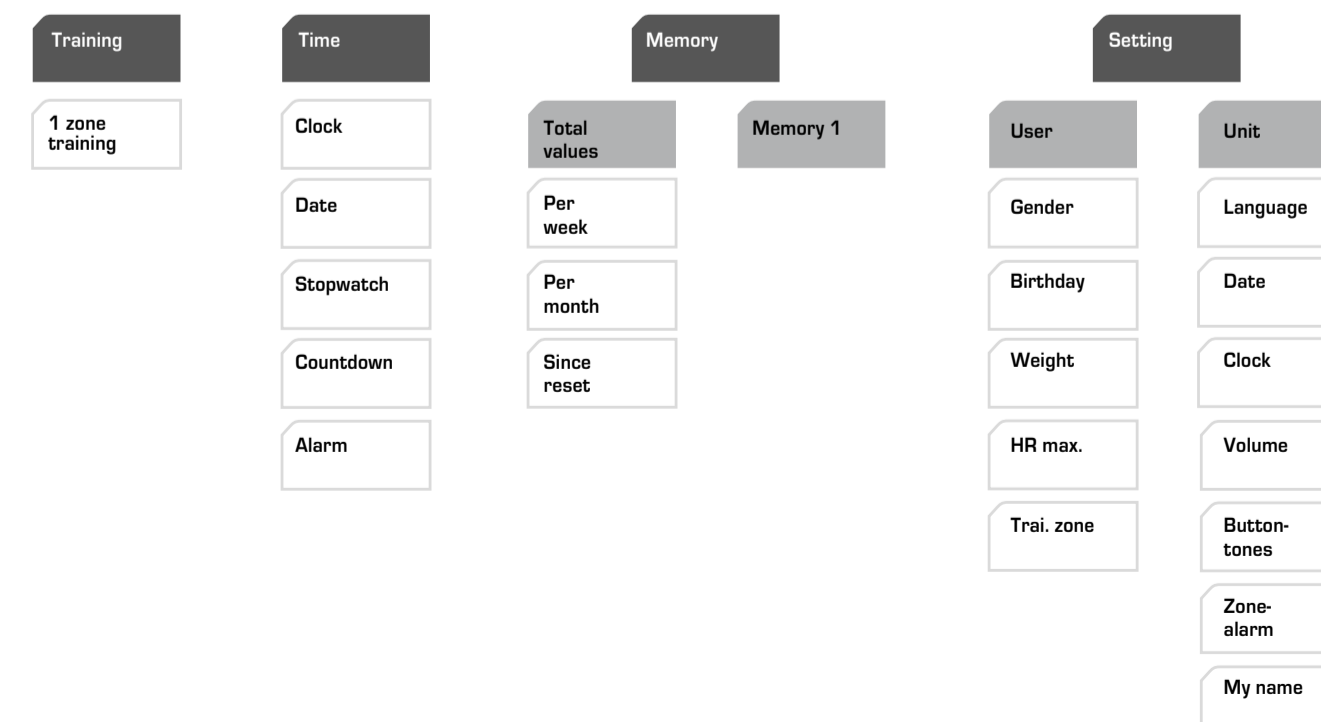 Training
1 zone
training
Time
Clock
Date
Stopwatch
Countdown
Alarm
Memory
Total
values
Per
week
Per
month
Since
reset
Memory 1
Setting
User
Gender
Birthday
Weight
HR max.
Trai. zone
Unit
Language
Date
Clock
Volume
Button-
tones
Zone-
alarm
My name